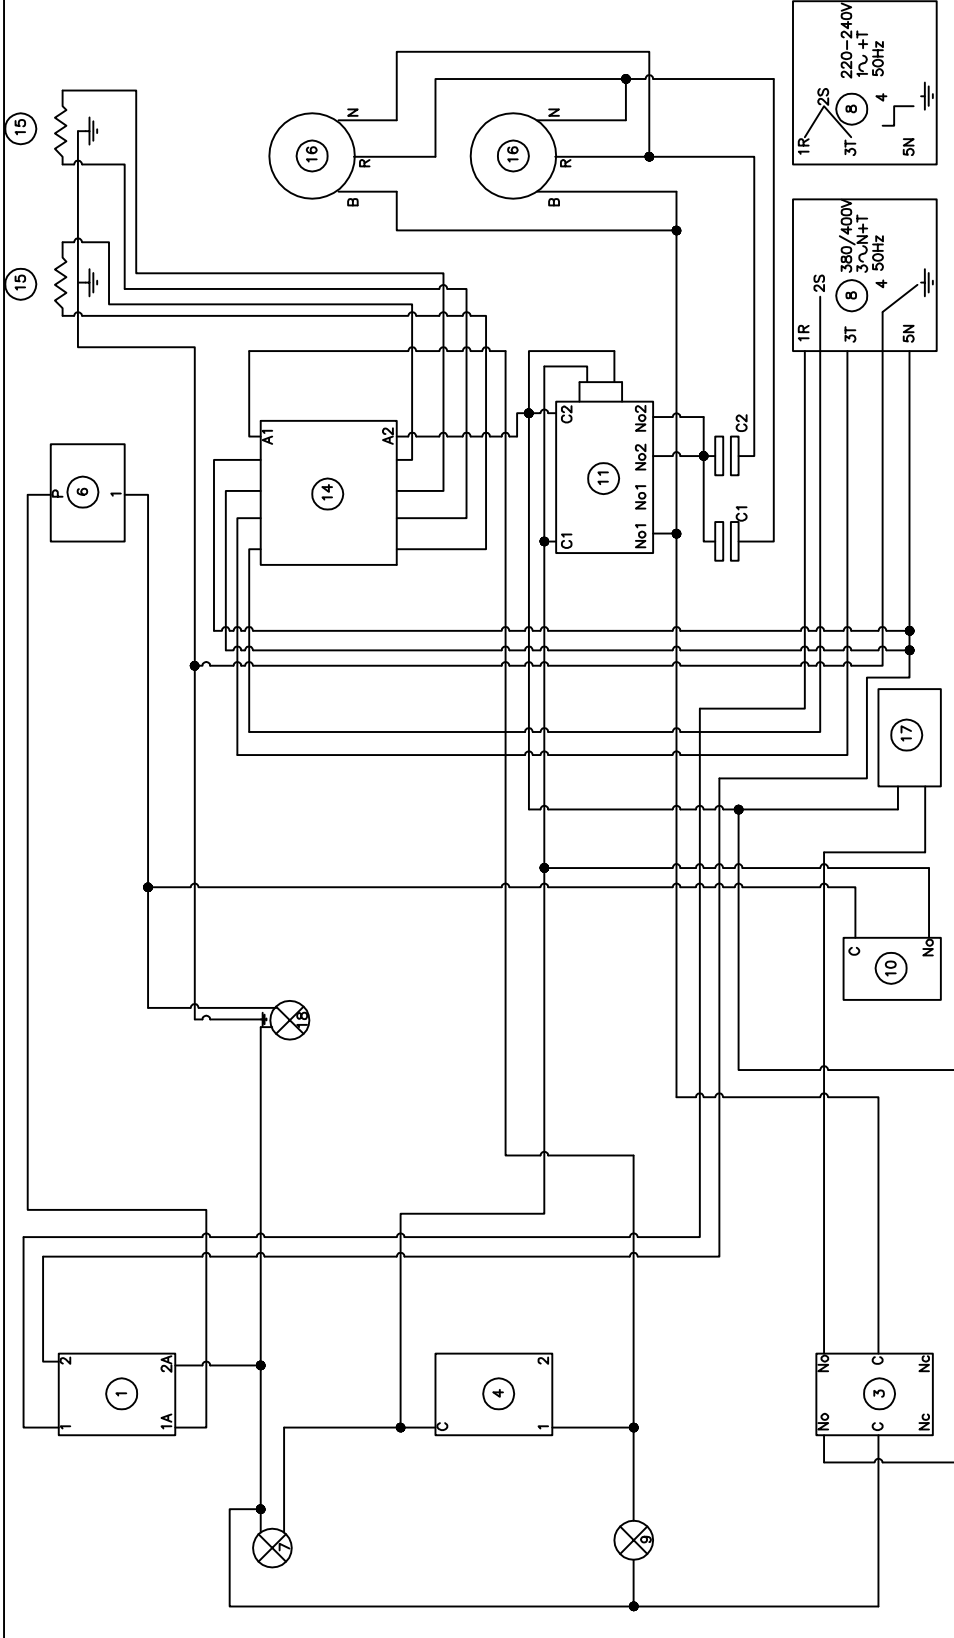 15
15
N
R
B
16
N
R
B
16
1R
2S
3T
8
220-240V
1~ +T
50Hz
4
5N
1R
2S
3T
8
380/400V
3~N+T
50Hz
4
5N
P
6
1
A1
A2
14
C2
C1
11
No2
No2
No1
No1
C2
C1
17
C
10
No
18
1
2
1
1A
2A
C
4
2
1
No
No
C
3
C
Nc
Nc
7
9